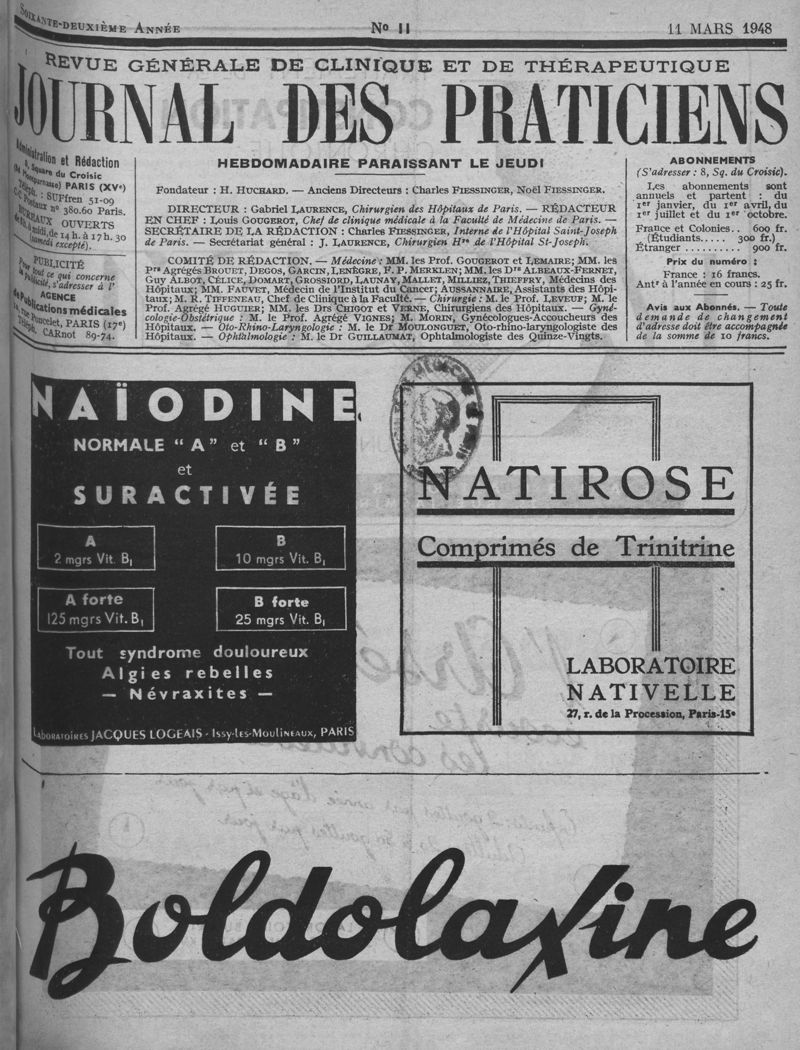 SOIXANTE-DEUXIÈME ANNÉE
No 11
11 MARS 1948
REVUE GÉNÉRALE DE CLINIQUE ET DE THÉRAPEUTIQUE
JOURNAL DES PRATICIENS
Administration et Rédaction
8, Square du Croisic
PARIS (XVe)
Téléph. : SUFfren 51-09
nº 380.60 Paris.
BUREAUX OUVERTS
midi, de 14 h. à 17 h. 30
(samedi excepté).
PUBLICITÉ
Pour tout ce qui concerne
la Publicité, s'adresser à l'
AGENCE
de Publications médicales
PARIS (17e)
Téléph. CARnot 89-74.
HEBDOMADAIRE PARAISSANT LE JEUDI
Fondateur : H. HUCHARD. — Anciens Directeurs : Charles FIESSINGER, Noël FIESSINGER.
DIRECTEUR : Gabriel LAURENCE, Chirurgien des Hôpitaux de Paris. — RÉDACTEUR
EN CHEF : Louis GOUGEROT, Chef de clinique médicale à la Faculté de Médecine de Paris. —
SECRÉTAIRE DE LA RÉDACTION : Charles FIESSINGER, Interne de l'Hôpital Saint-Joseph
de Paris. — Secrétariat général : J. LAURENCE, Chirurgien Hre de l'Hôpital St-Joseph.
COMITÉ DE RÉDACTION. — Médecine : MM. les Prof. GOUGEROT et LEMAIRE; MM. les
Prs Agrégés BROUET, DEGOS, GARCIN, LENÈGRE, F. P. MERKLEN; MM. les Drs ALBEAUX-FERNET,
Guy ALBOT, CÉLICE, DOMART, GROSSIORD, LAUNAY, MALLET, MILLIEZ, THIEFFRY, Médecins des
Hôpitaux; MM. FAUVET, Médecin de l'Institut du Cancer; AUSSANNAIRE, Assistants des Hôpi-
taux; M. R. TIFFENEAU, Chef de Clinique à la Faculté. — Chirurgie : M. le Prof. LEVEUF; M. le
Prof. Agrégé HUGUIER; MM. les Drs CHIGOT et VERNE, Chirurgiens des Hôpitaux. — Gyné-
cologie-Obstétrique : M. le Prof. Agrégé VIGNES; M. MORIN, Gynécologues-Accoucheurs des
Hôpitaux. — Oto-Rhino-Laryngologie : M. le Dr MOULONGUET, Oto-rhino-laryngologiste des
Hôpitaux. — Ophtalmologie : M. le Dr GUILLAUMAT, Ophtalmologiste des Quinze-Vingts.
ABONNEMENTS
(S'adresser : 8, Sq. du Croisic).
Les abonnements sont
annuels et partent : du
1er janvier, du 1er avril, du
1er juillet et du 1er octobre.
France et Colonies.. 600 fr.
(Étudiants..... 300 fr.)
Étranger .......... 900 fr.
Prix du numéro :
France : 16 francs.
Antr à l'année en cours : 25 fr.
Avis aux Abonnés. — Toute
demande de changement
d'adresse doit être accompagnée
de la somme de 10 francs.
NAÏODINE
NORMALE "A" et "B"
et
SURACTIVÉE
A
2 mgrs Vit. B1
B
10 mgrs Vit. B1
A forte
125 mgrs Vit. B1
B forte
25 mgrs Vit. B1
Tout syndrome douloureux
Algies rebelles
— Névraxites —
LABORATOIRES JACQUES LOGEAIS - ISSY-LES-MOULINEAUX, PARIS
NATIROSE
Comprimés de Trinitrine
LABORATOIRE
NATIVELLE
27, r. de la Procession, Paris-15e
Boldolaxine